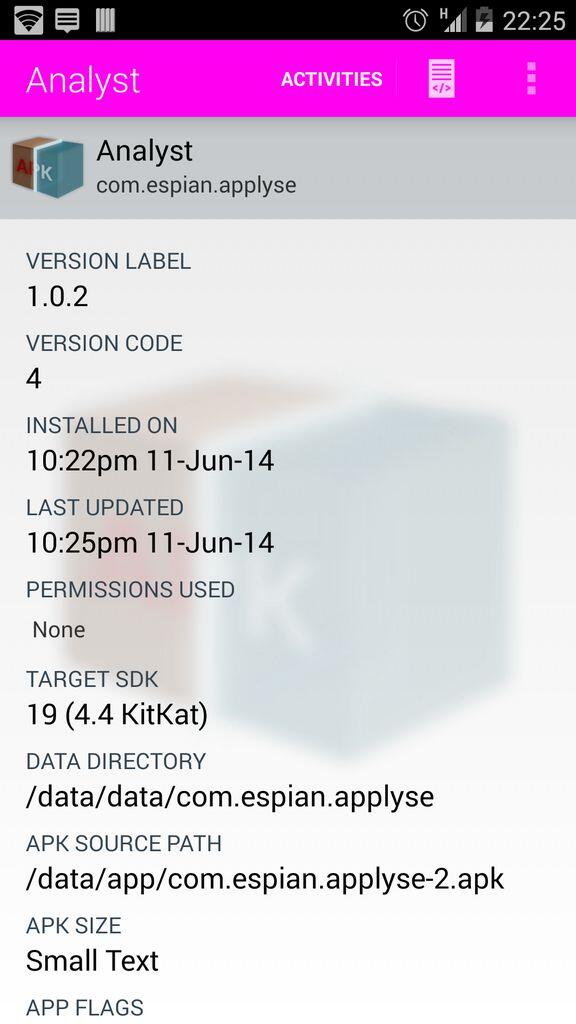 H 22:25
Analyst ACTIVITIES </>
APK
Analyst
com.espian.applyse
VERSION LABEL
1.0.2
VERSION CODE
4
INSTALLED ON
10:22pm 11-Jun-14
LAST UPDATED
10:25pm 11-Jun-14
PERMISSIONS USED
None
TARGET SDK
19 (4.4 KitKat)
DATA DIRECTORY
/data/data/com.espian.applyse
APK SOURCE PATH
/data/app/com.espian.applyse-2.apk
APK SIZE
Small Text
APP FLAGS